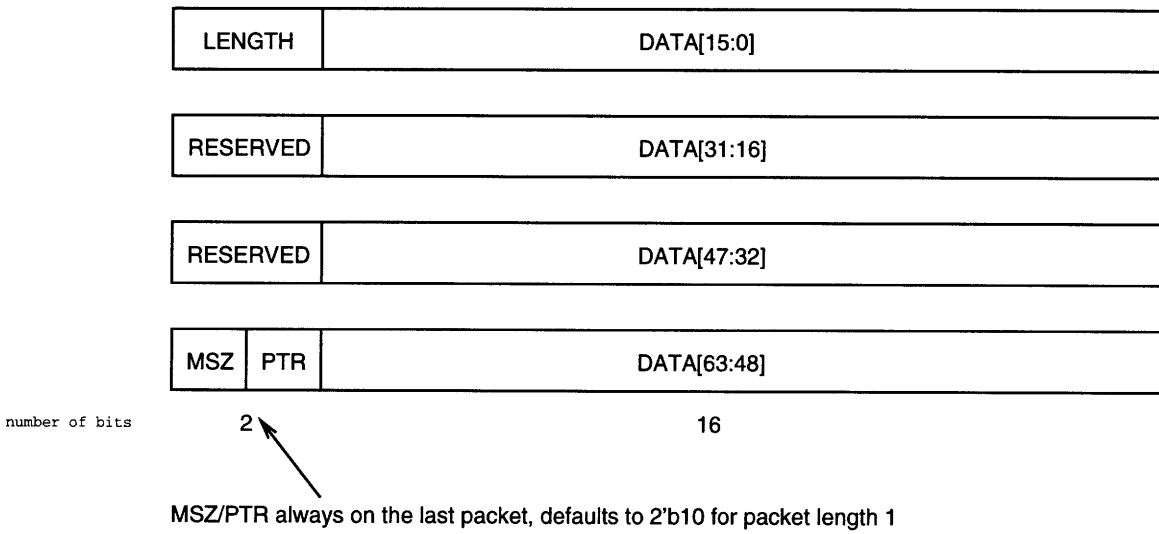 LENGTH DATA[15:0]
RESERVED DATA[31:16]
RESERVED DATA[47:32]
MSZ PTR DATA[63:48]
number of bits 2 16
MSZ/PTR always on the last packet, defaults to 2'b10 for packet length 1